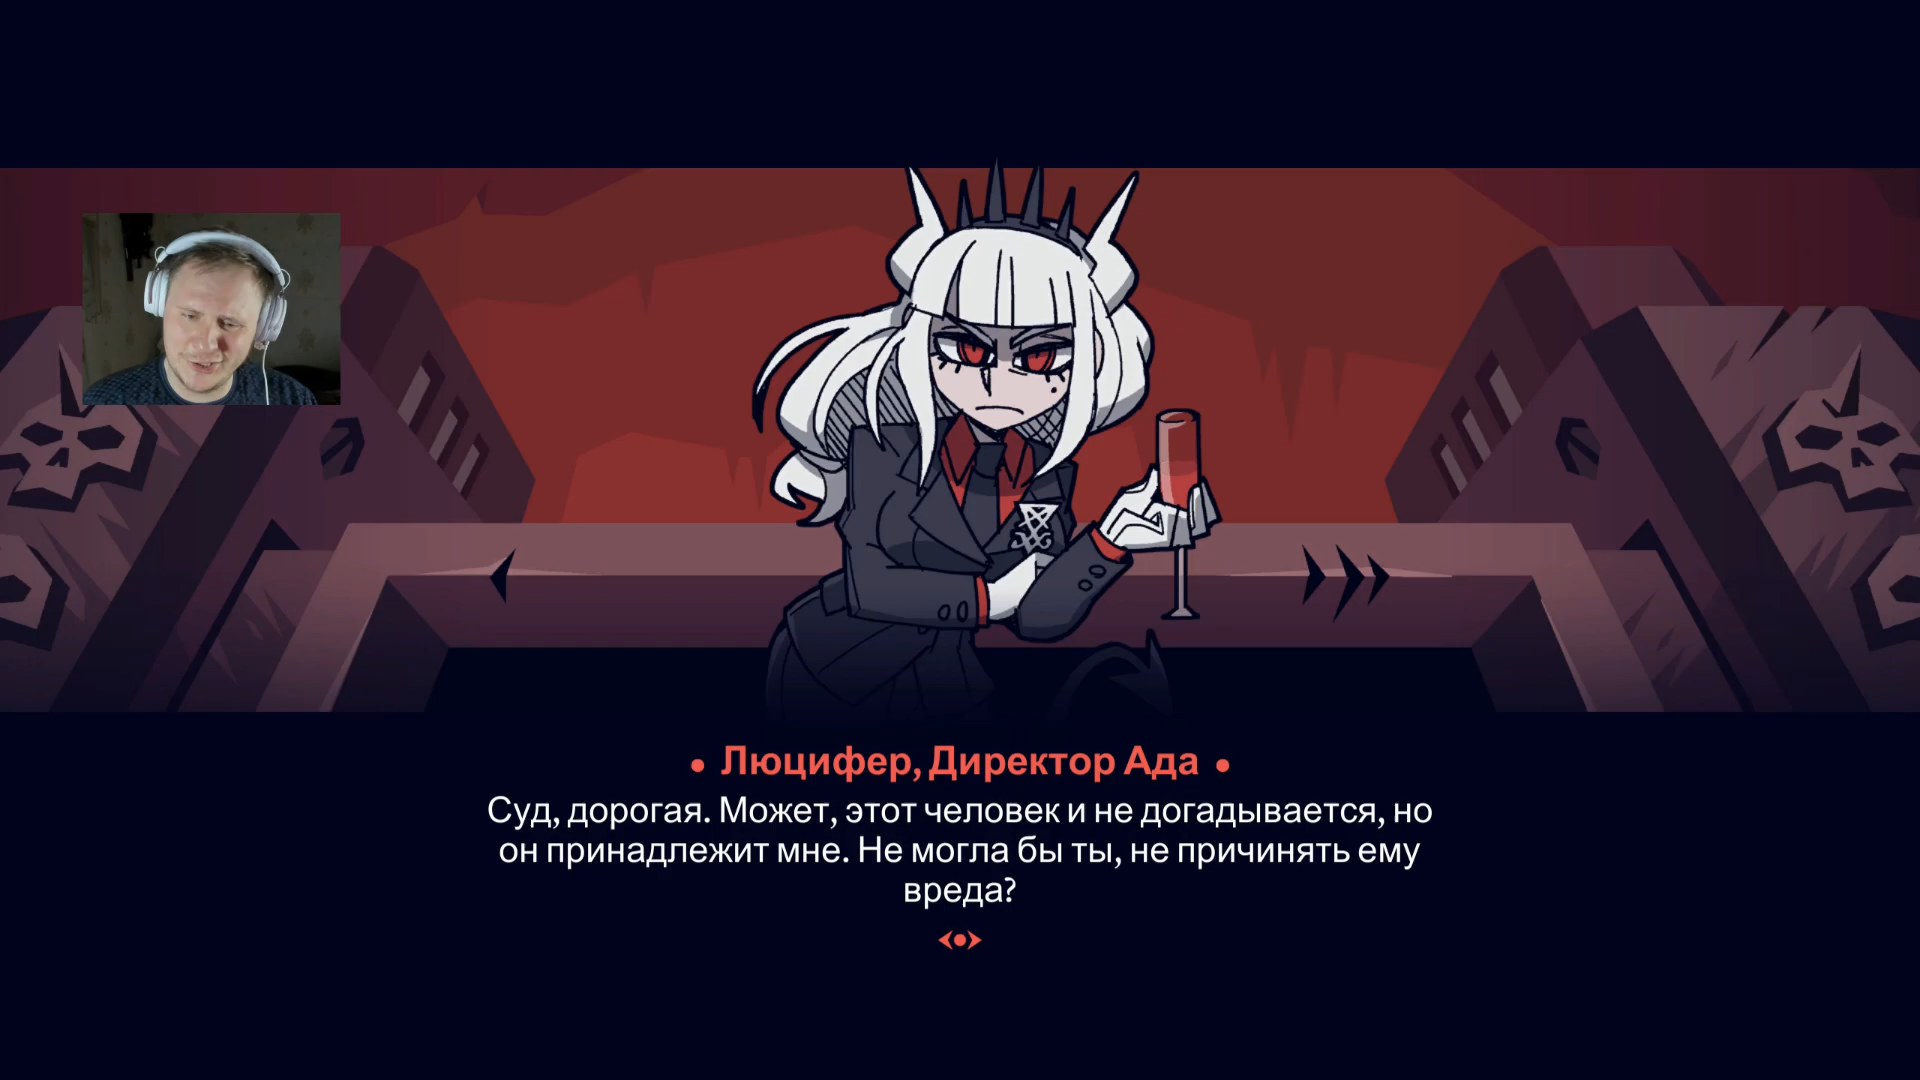 • Люцифер, Директор Ада •
Суд, дорогая. Может, этот человек и не догадывается, но
он принадлежит мне. Не могла бы ты, не причинять ему
вреда?